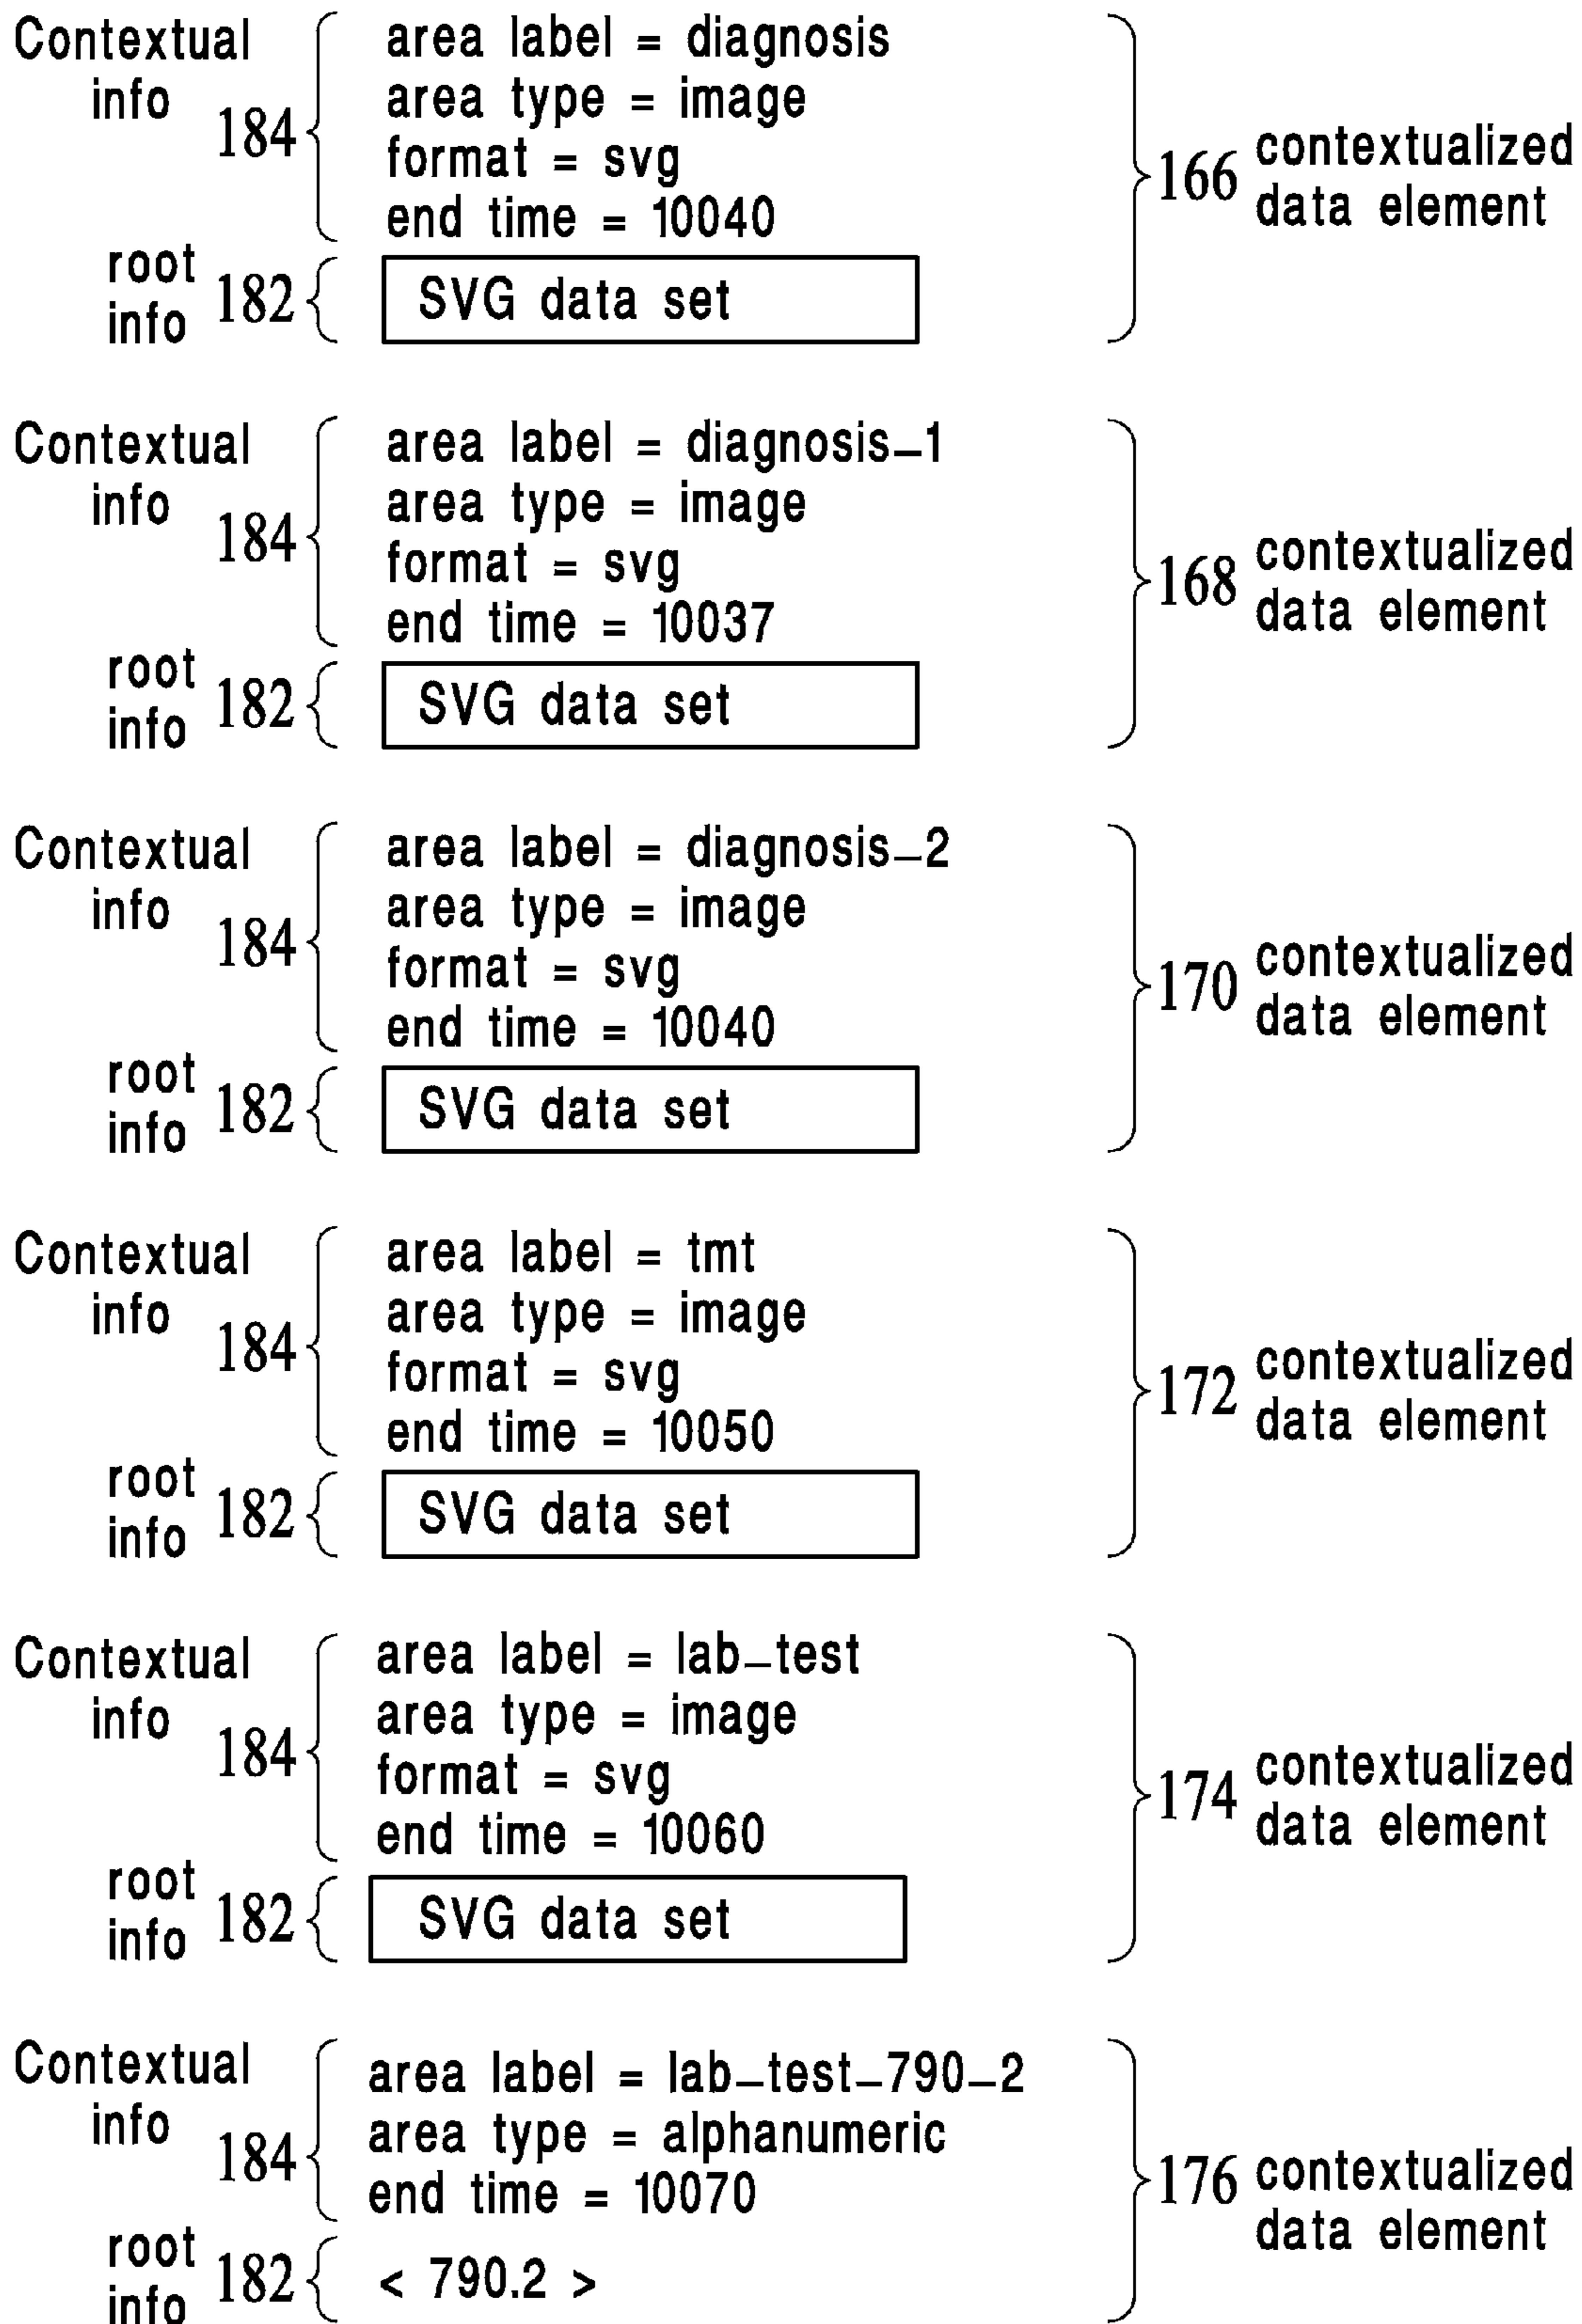 Contextual info 184
area label = diagnosis
area type = image
format = svg
end time = 10040
root info 182
SVG data set
166 contextualized data element
Contextual info 184
area label = diagnosis–1
area type = image
format = svg
end time = 10037
root info 182
SVG data set
168 contextualized data element
Contextual info 184
area label = diagnosis–2
area type = image
format = svg
end time = 10040
root info 182
SVG data set
170 contextualized data element
Contextual info 184
area label = tmt
area type = image
format = svg
end time = 10050
root info 182
SVG data set
172 contextualized data element
Contextual info 184
area label = lab–test
area type = image
format = svg
end time = 10060
root info 182
SVG data set
174 contextualized data element
Contextual info 184
area label = lab–test–790–2
area type = alphanumeric
end time = 10070
root info 182
< 790.2 >
176 contextualized data element